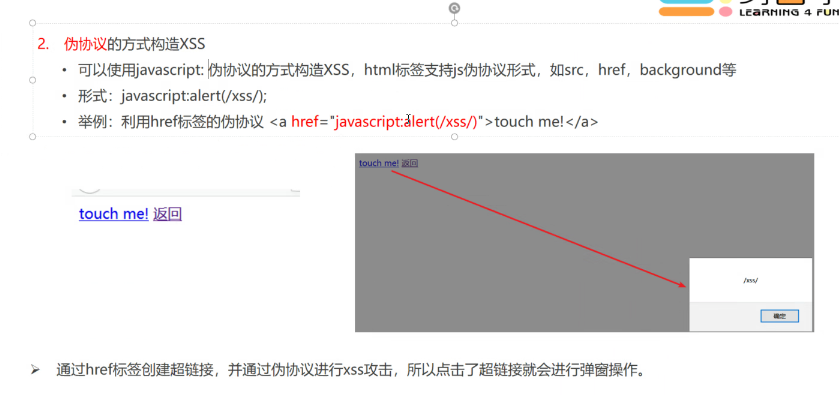 LEARNING 4 FUN
2. 伪协议的方式构造XSS
• 可以使用javascript: 伪协议的方式构造XSS，html标签支持js伪协议形式，如src，href，background等
• 形式：javascript:alert(/xss/);
• 举例：利用href标签的伪协议 <a href="javascript:alert(/xss/)">touch me!</a>
touch me! 返回
touch me! 返回
/xss/
确定
➢ 通过href标签创建超链接，并通过伪协议进行xss攻击，所以点击了超链接就会进行弹窗操作。